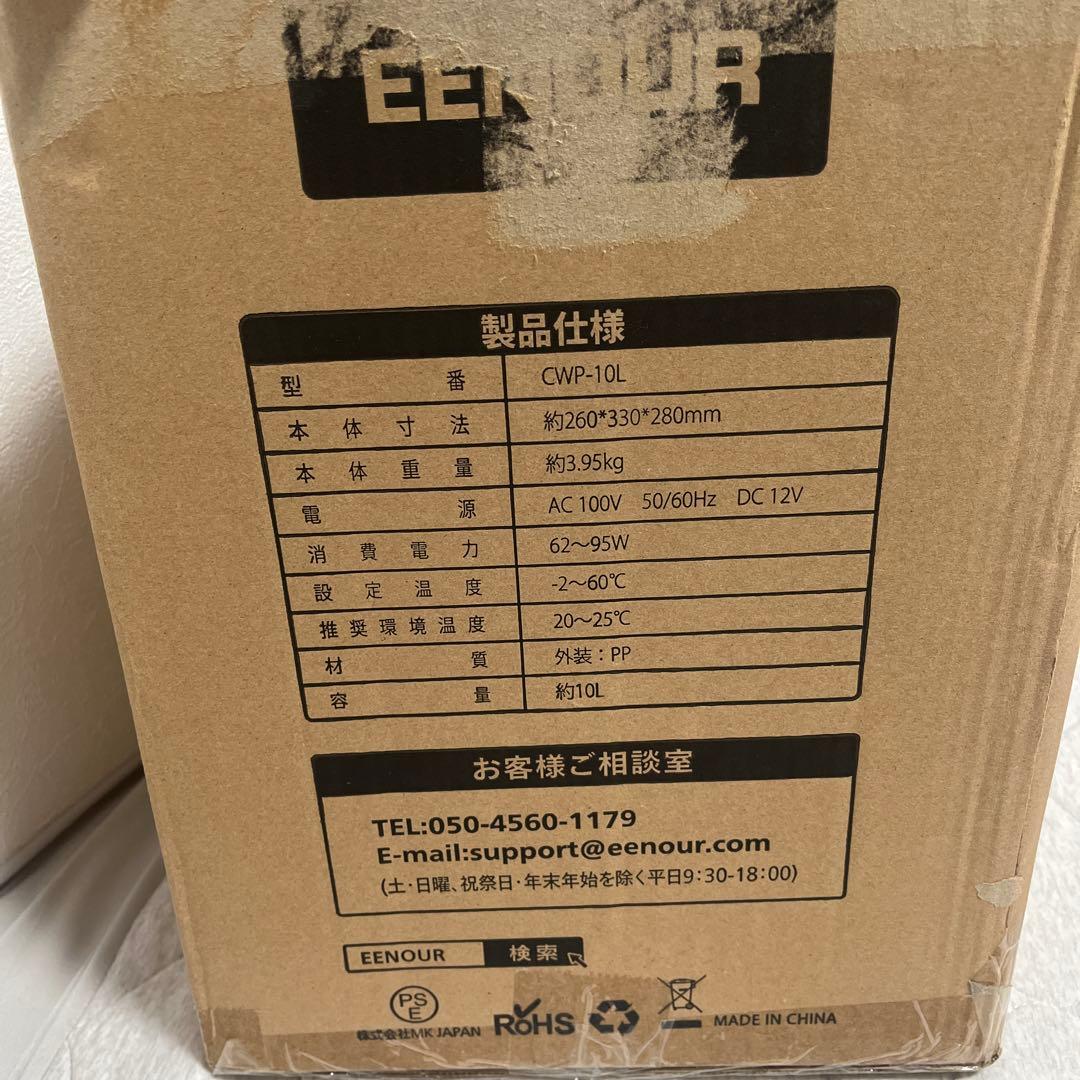 EENOUR
製品仕様
型番 CWP-10L
本体寸法 約260*330*280mm
本体重量 約3.95kg
電源 AC 100V 50/60Hz DC 12V
消費電力 62〜95W
設定温度 -2〜60℃
推奨環境温度 20〜25℃
材質 外装：PP
容量 約10L
お客様ご相談室
TEL:050-4560-1179
E-mail:support@eenour.com
(土・日曜、祝祭日・年末年始を除く平日9:30-18:00)
EENOUR 検索
PSE
株式会社MK JAPAN RoHS MADE IN CHINA